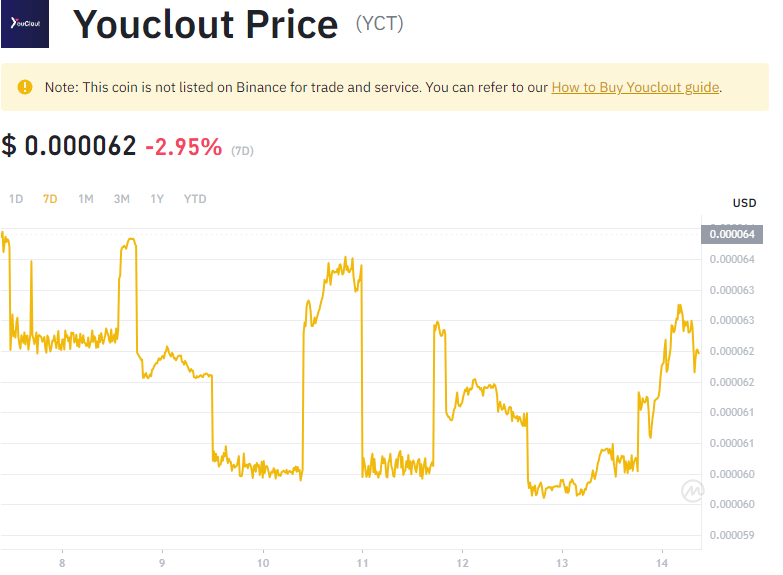 YouClout
Youclout Price (YCT)
Note: This coin is not listed on Binance for trade and service. You can refer to our How to Buy Youclout guide.
$ 0.000062 -2.95% (7D)
1D 7D 1M 3M 1Y YTD
USD
0.000064
0.000064
0.000063
0.000063
0.000062
0.000062
0.000061
0.000061
0.000060
0.000060
0.000059
8 9 10 11 12 13 14